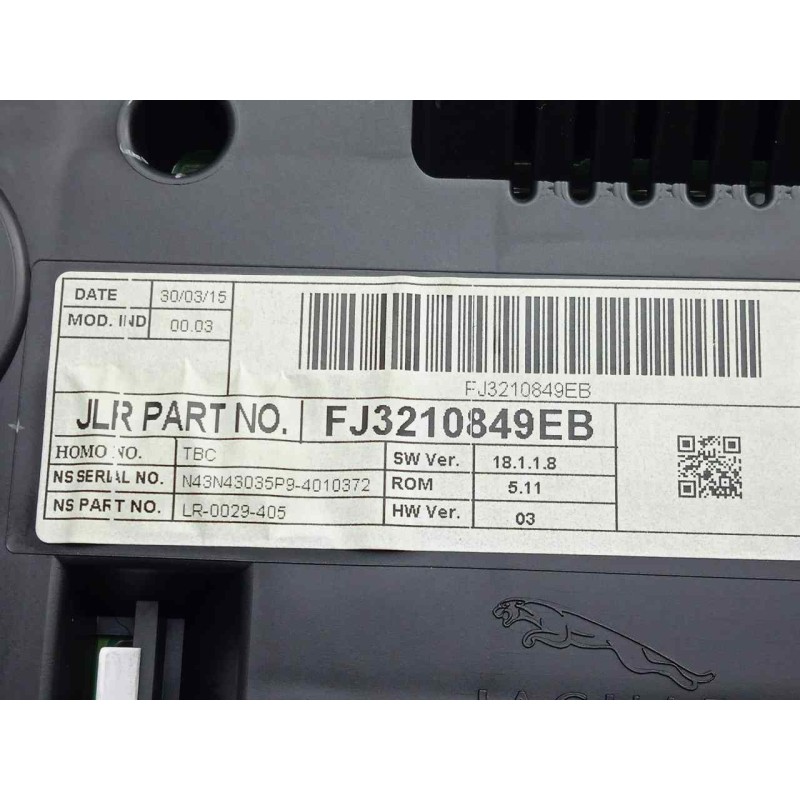 DATE 30/03/15
MOD. IND 00.03
FJ3210849EB
JLR PART NO. FJ3210849EB
HOMO NO. TBC
SW Ver. 18.1.1.8
NS SERIAL NO. N43N43035P9-4010372
ROM 5.11
NS PART NO. LR-0029-405
HW Ver. 03
JAGUAR